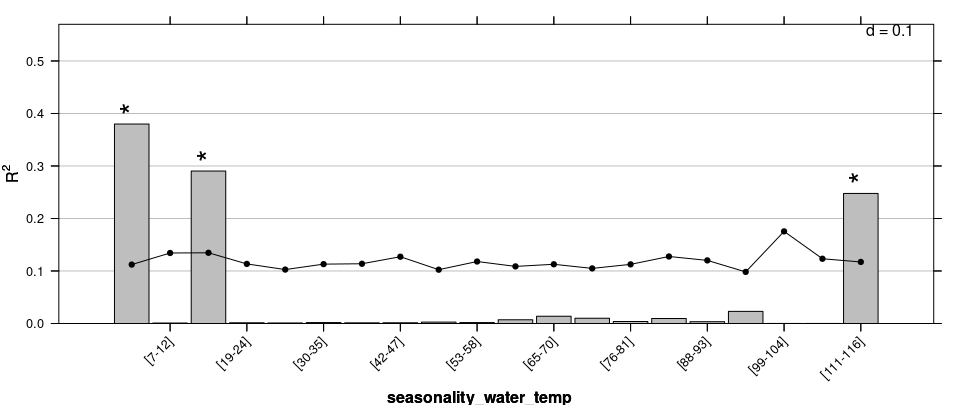 d = 0.1
0.5
0.4
0.3
0.2
0.1
0.0
R²
* * *
[7-12] [19-24] [30-35] [42-47] [53-58] [65-70] [76-81] [88-93] [99-104] [111-116]
seasonality_water_temp